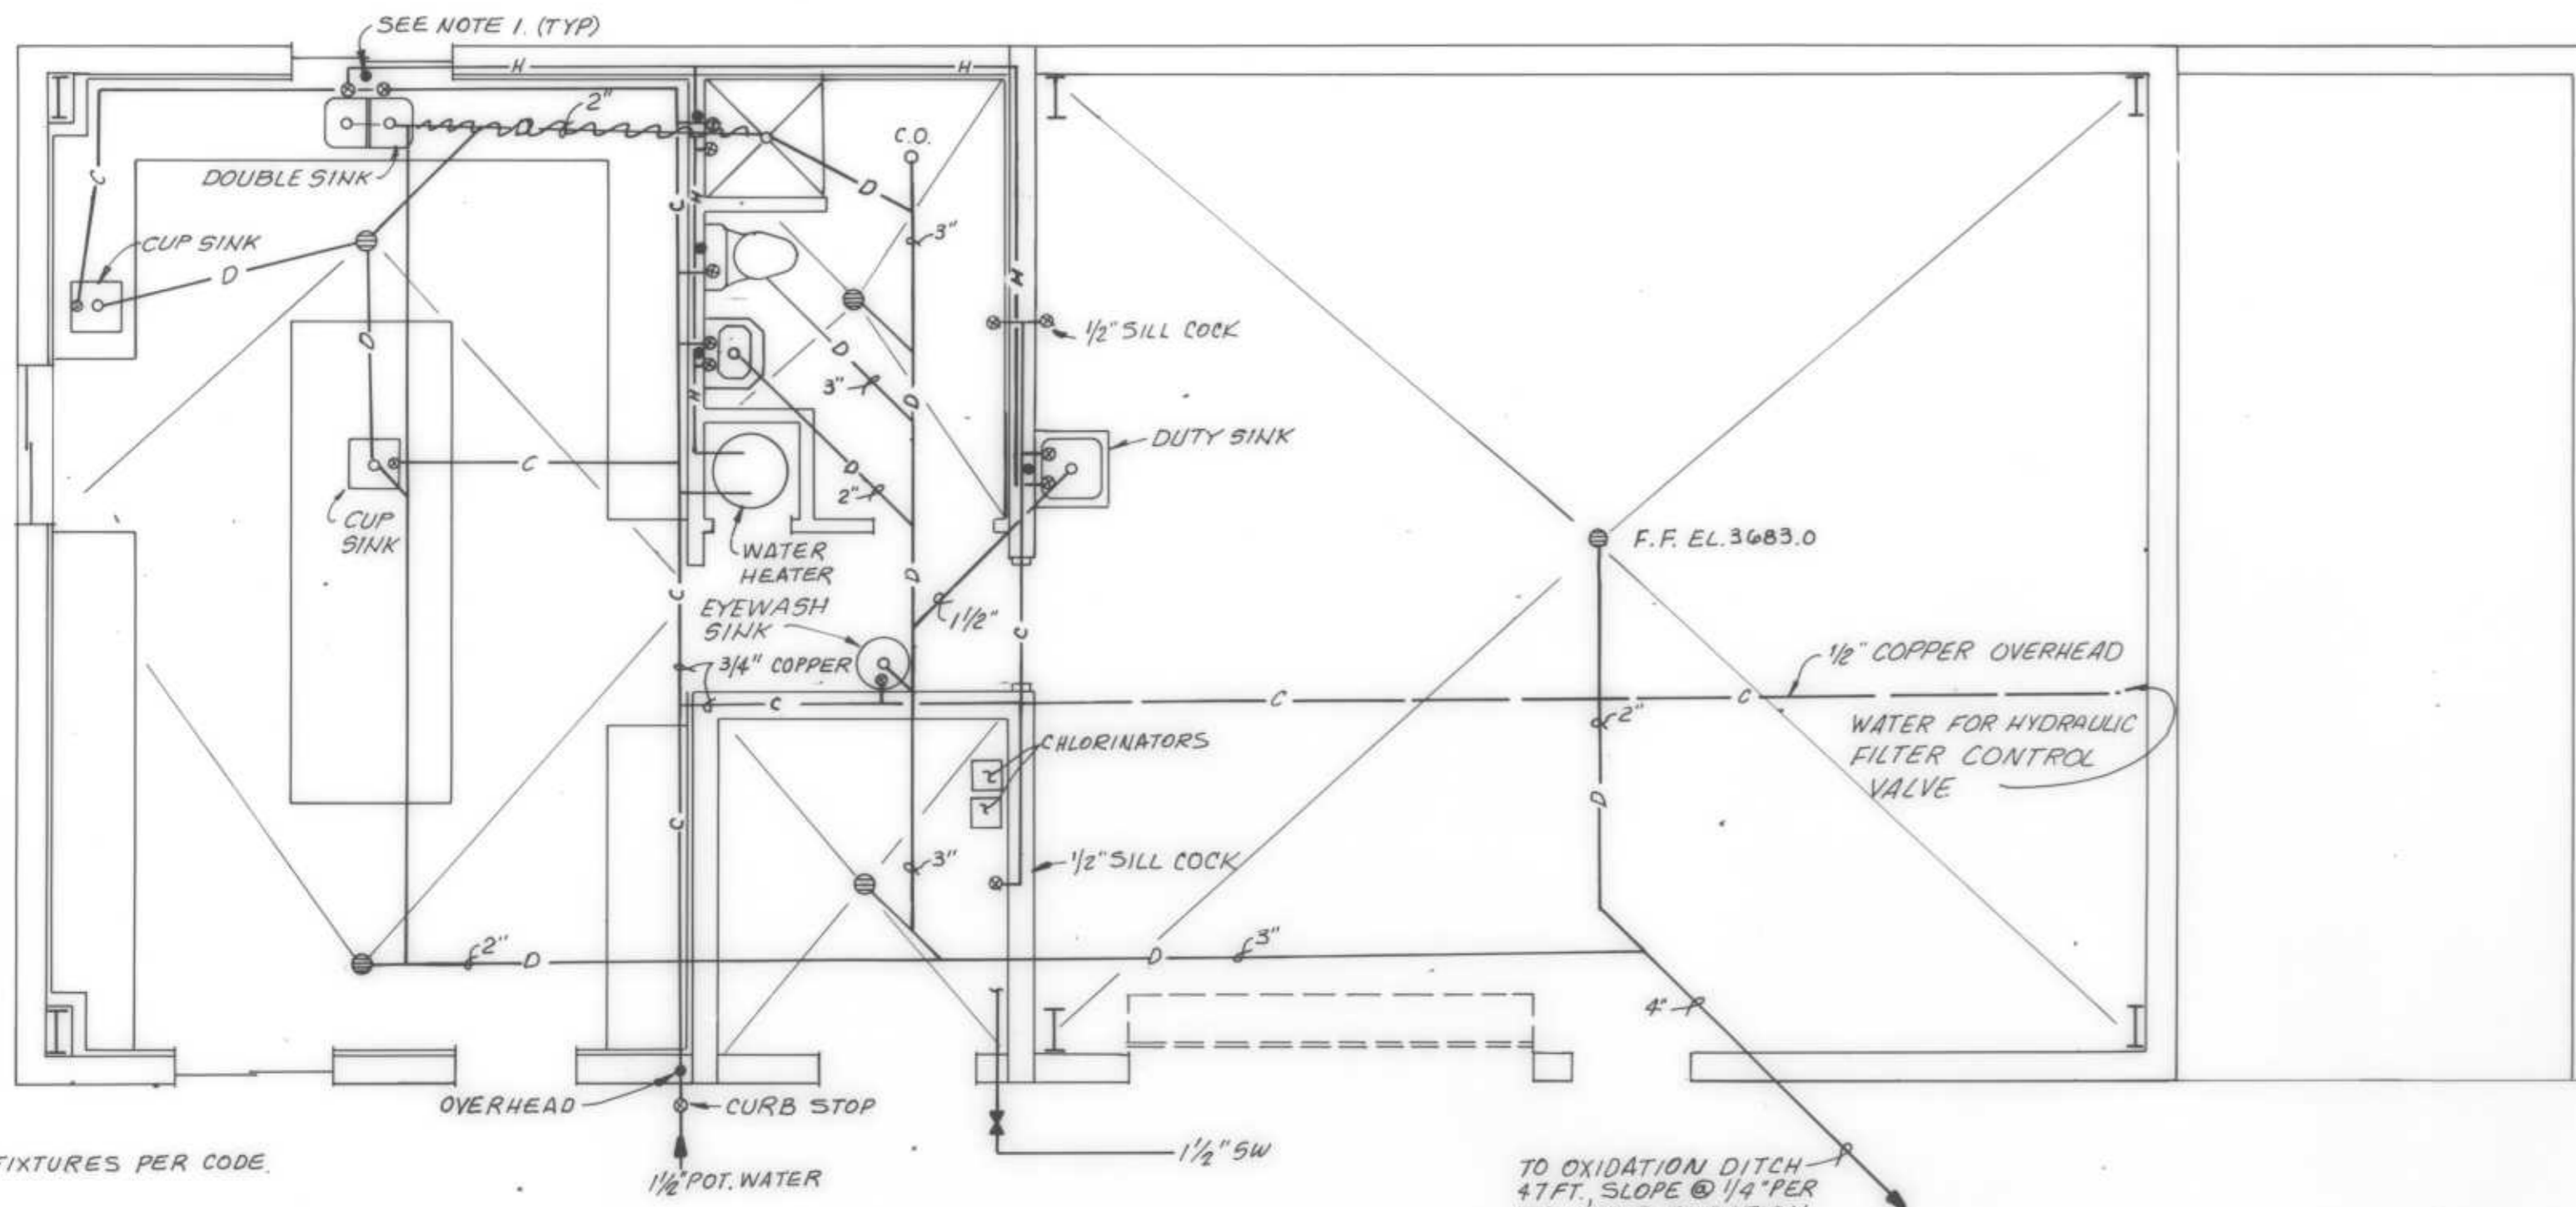 SEE NOTE 1. (TYP)
H
H
2"
D
C.O.
DOUBLE SINK
C
D
C
H
3"
CUP SINK
D
H
1/2" SILL COCK
D
D
3"
D
H
DUTY SINK
C
D
2"
CUP
SINK
WATER
HEATER
F.F. EL. 3683.0
D
C
EYEWASH
SINK
1 1/2"
C
3/4" COPPER
1/2" COPPER OVERHEAD
C
C
C
2"
WATER FOR HYDRAULIC
FILTER CONTROL
VALVE
CHLORINATORS
D
C
3"
1/2" SILL COCK
2"
D
D
3"
4"
OVERHEAD
CURB STOP
FIXTURES PER CODE.
1 1/2" POT. WATER
1 1/2" SW
TO OXIDATION DITCH
47 FT., SLOPE @ 1/4" PER